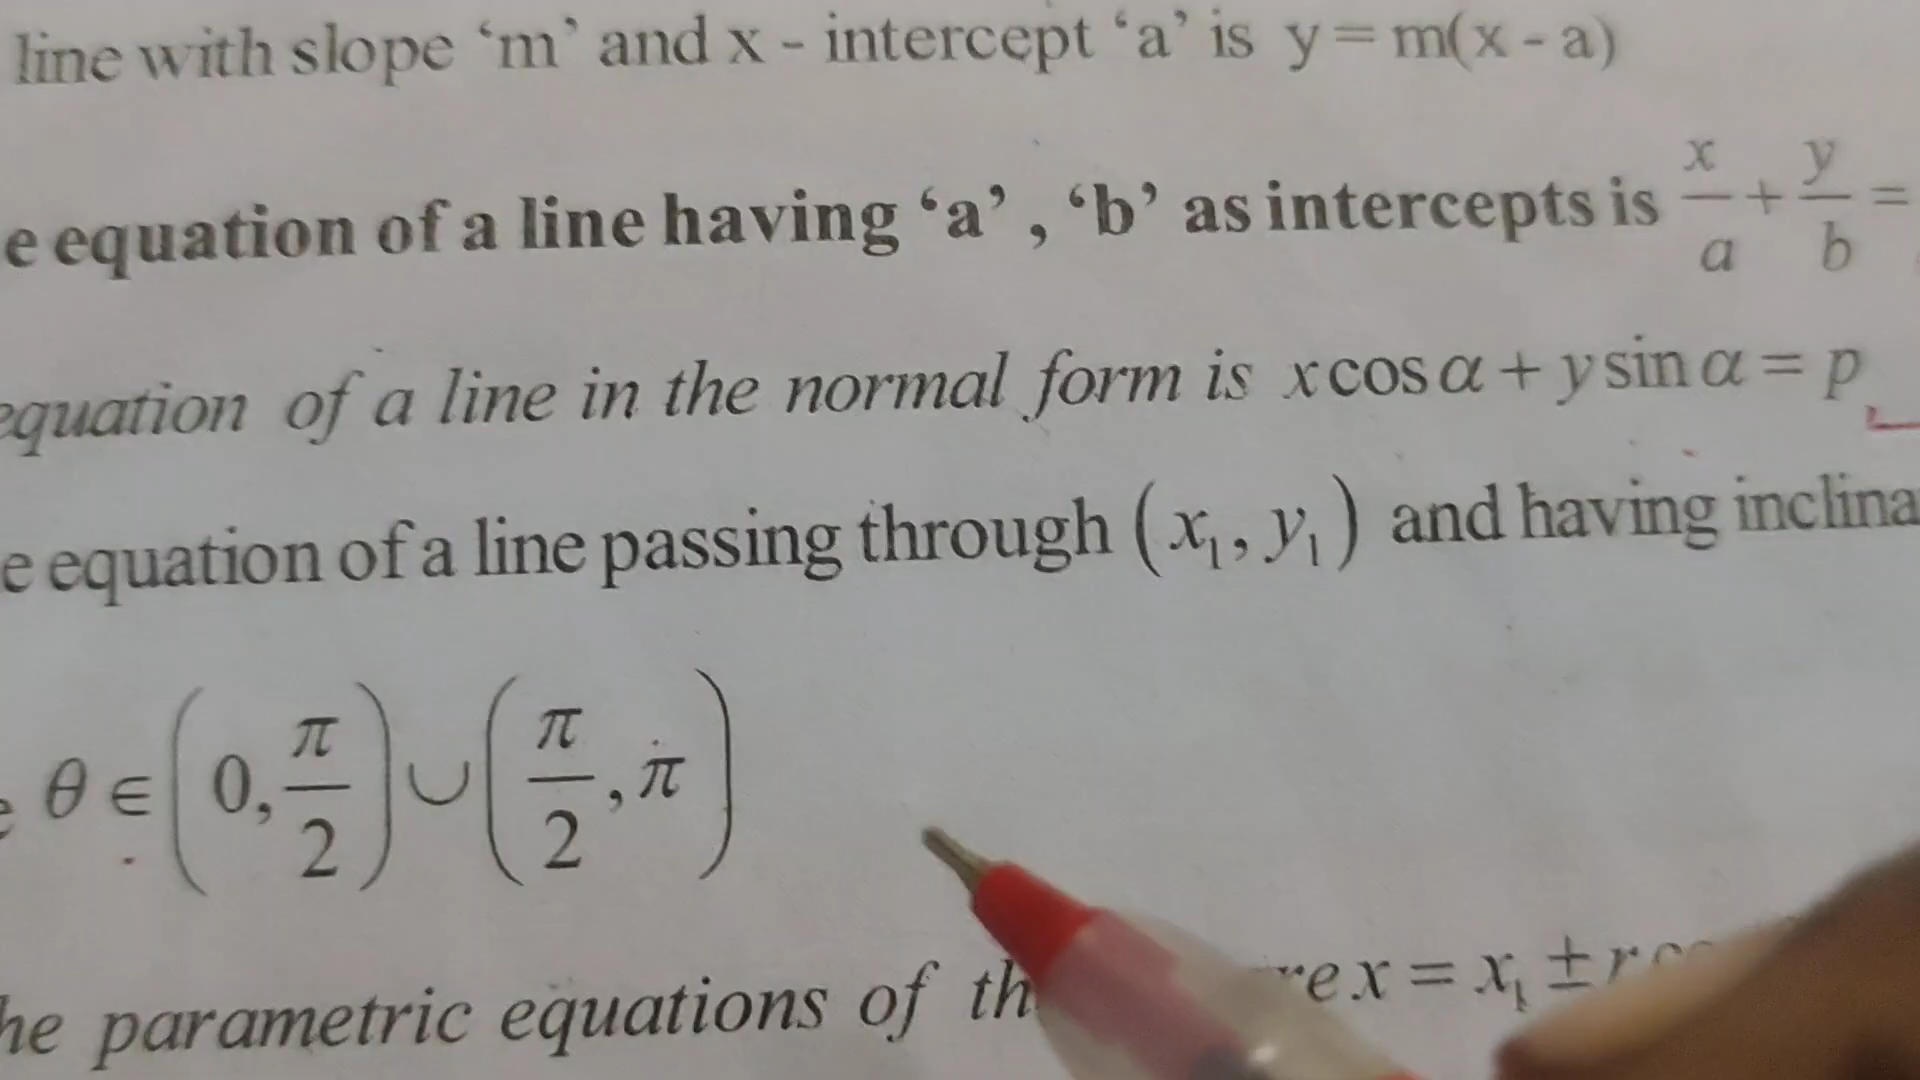 line with slope ‘m’ and x - intercept ‘a’ is y = m(x - a)
e equation of a line having ‘a’ , ‘b’ as intercepts is x/a + y/b =
equation of a line in the normal form is x cos α + y sin α = p
e equation of a line passing through (x₁, y₁) and having inclina
θ ∈ (0, π/2) ∪ (π/2, π)
he parametric equations of th re x = x₁ ± r co